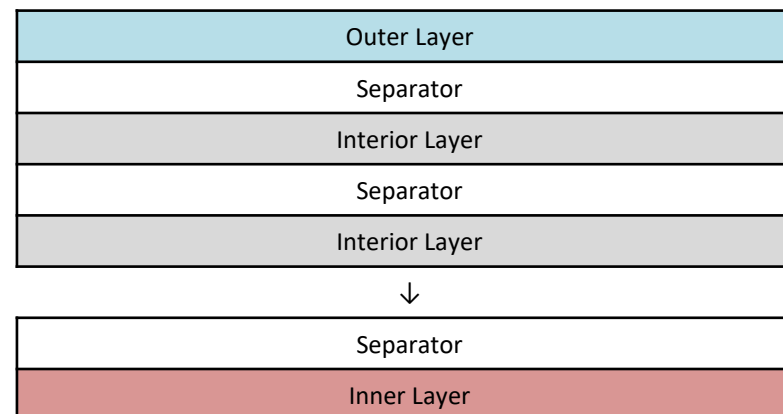 Outer Layer
Separator
Interior Layer
Separator
Interior Layer
↓
Separator
Inner Layer